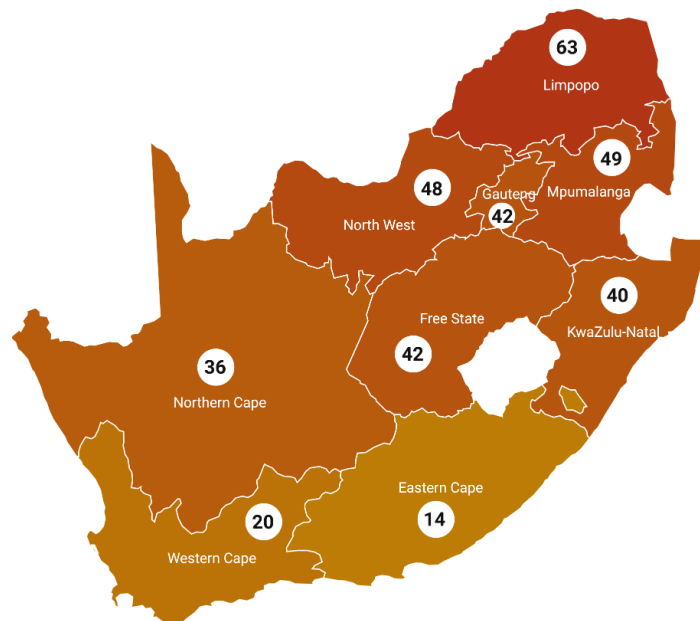 63
Limpopo
49
Mpumalanga
48
North West
Gauteng
42
40
KwaZulu-Natal
Free State
42
36
Northern Cape
Eastern Cape
14
20
Western Cape